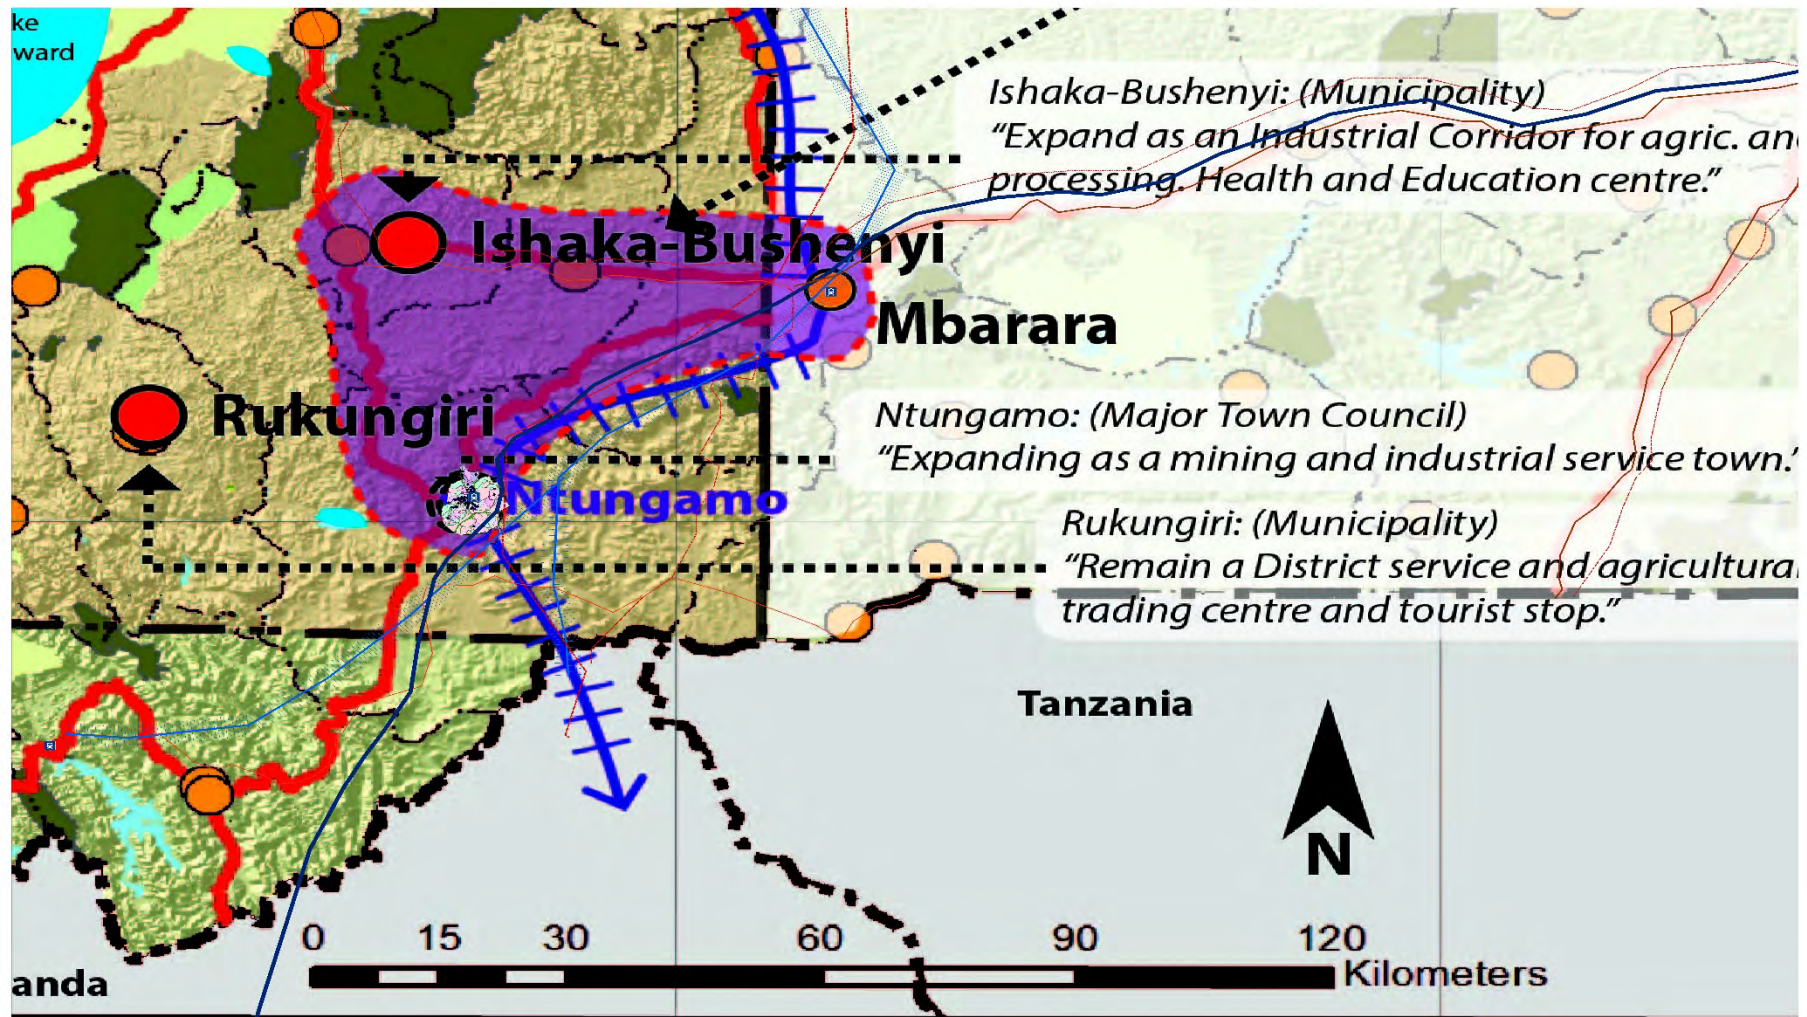 ke
ward
Ishaka-Bushenyi: (Municipality)
“Expand as an Industrial Corridor for agric. an
processing. Health and Education centre.”
Ishaka-Bushenyi
Mbarara
Rukungiri
Ntungamo: (Major Town Council)
“Expanding as a mining and industrial service town.”
Ntungamo
Rukungiri: (Municipality)
“Remain a District service and agricultural
trading centre and tourist stop.”
Tanzania
N
0 15 30 60 90 120
Kilometers
anda